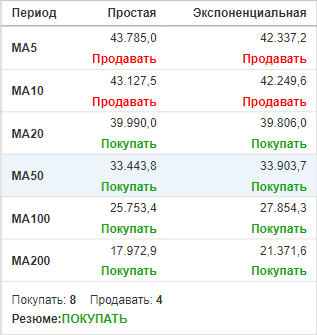 Период Простая Экспоненциальная
MA5 43.785,0 42.337,2
Продавать Продавать
MA10 43.127,5 42.249,6
Продавать Продавать
MA20 39.990,0 39.806,0
Покупать Покупать
MA50 33.443,8 33.903,7
Покупать Покупать
MA100 25.753,4 27.854,3
Покупать Покупать
MA200 17.972,9 21.371,6
Покупать Покупать
Покупать: 8 Продавать: 4
Резюме:ПОКУПАТЬ